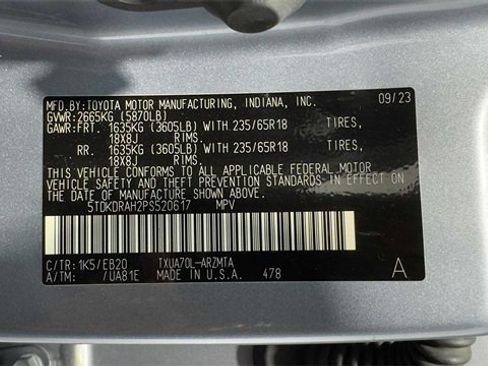 MFD.BY:TOYOTA MOTOR MANUFACTURING, INDIANA, INC. 09/23
GVWR:2665KG (5870LB)
GAWR:FRT. 1635KG (3605LB) WITH 235/65R18 TIRES,
18X8J RIMS.
RR. 1635KG (3605LB) WITH 235/65R18 TIRES,
18X8J RIMS.
THIS VEHICLE CONFORMS TO ALL APPLICABLE FEDERAL MOTOR
VEHICLE SAFETY AND THEFT PREVENTION STANDARDS IN EFFECT ON
THE DATE OF MANUFACTURE SHOWN ABOVE.
5TDKDRAH2PS520617 MPV
C/TR:1K5/EB20 TXUA70L-ARZMTA
A/TM: /UA81E MADE IN U.S.A. 478 A